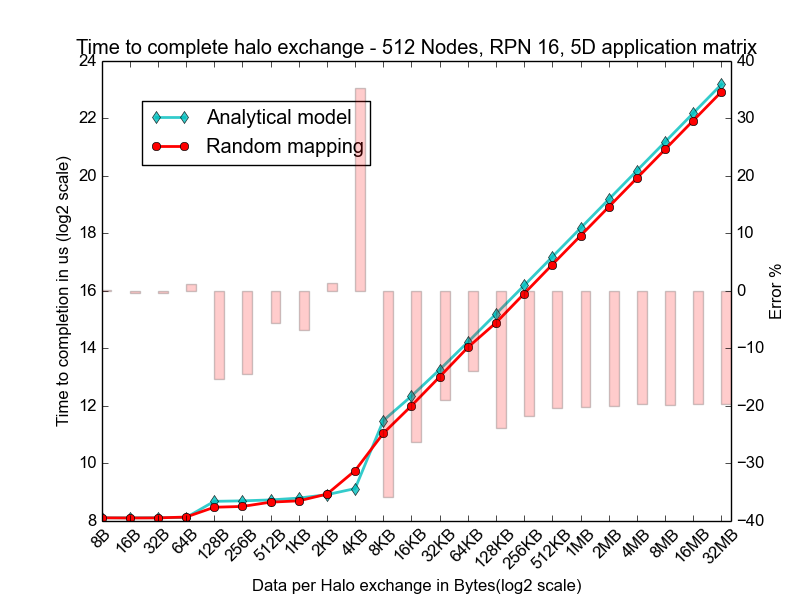 Time to complete halo exchange - 512 Nodes, RPN 16, 5D application matrix
24
22
20
18
16
14
12
10
8
Time to completion in us (log2 scale)
Analytical model
Random mapping
40
30
20
10
0
−10
−20
−30
−40
Error %
8B
16B
32B
64B
128B
256B
512B
1KB
2KB
4KB
8KB
16KB
32KB
64KB
128KB
256KB
512KB
1MB
2MB
4MB
8MB
16MB
32MB
Data per Halo exchange in Bytes(log2 scale)